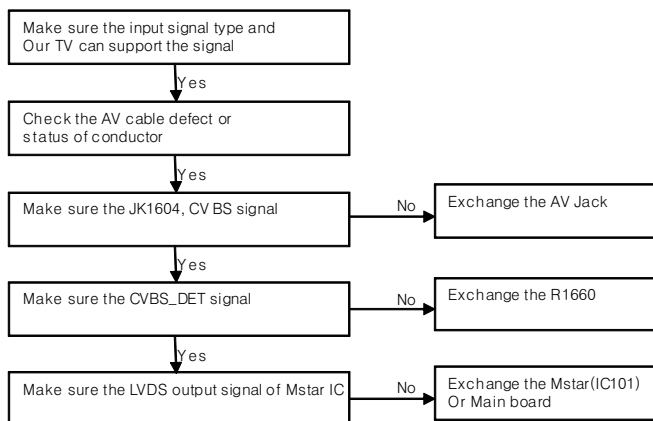 Make sure the input signal type and
Our TV can support the signal
Yes
Check the AV cable defect or
status of conductor
Yes
Make sure the JK1604, CVBS signal
No
Exchange the AV Jack
Yes
Make sure the CVBS_DET signal
No
Exchange the R1660
Yes
Make sure the LVDS output signal of Mstar IC
No
Exchange the Mstar(IC101)
Or Main board